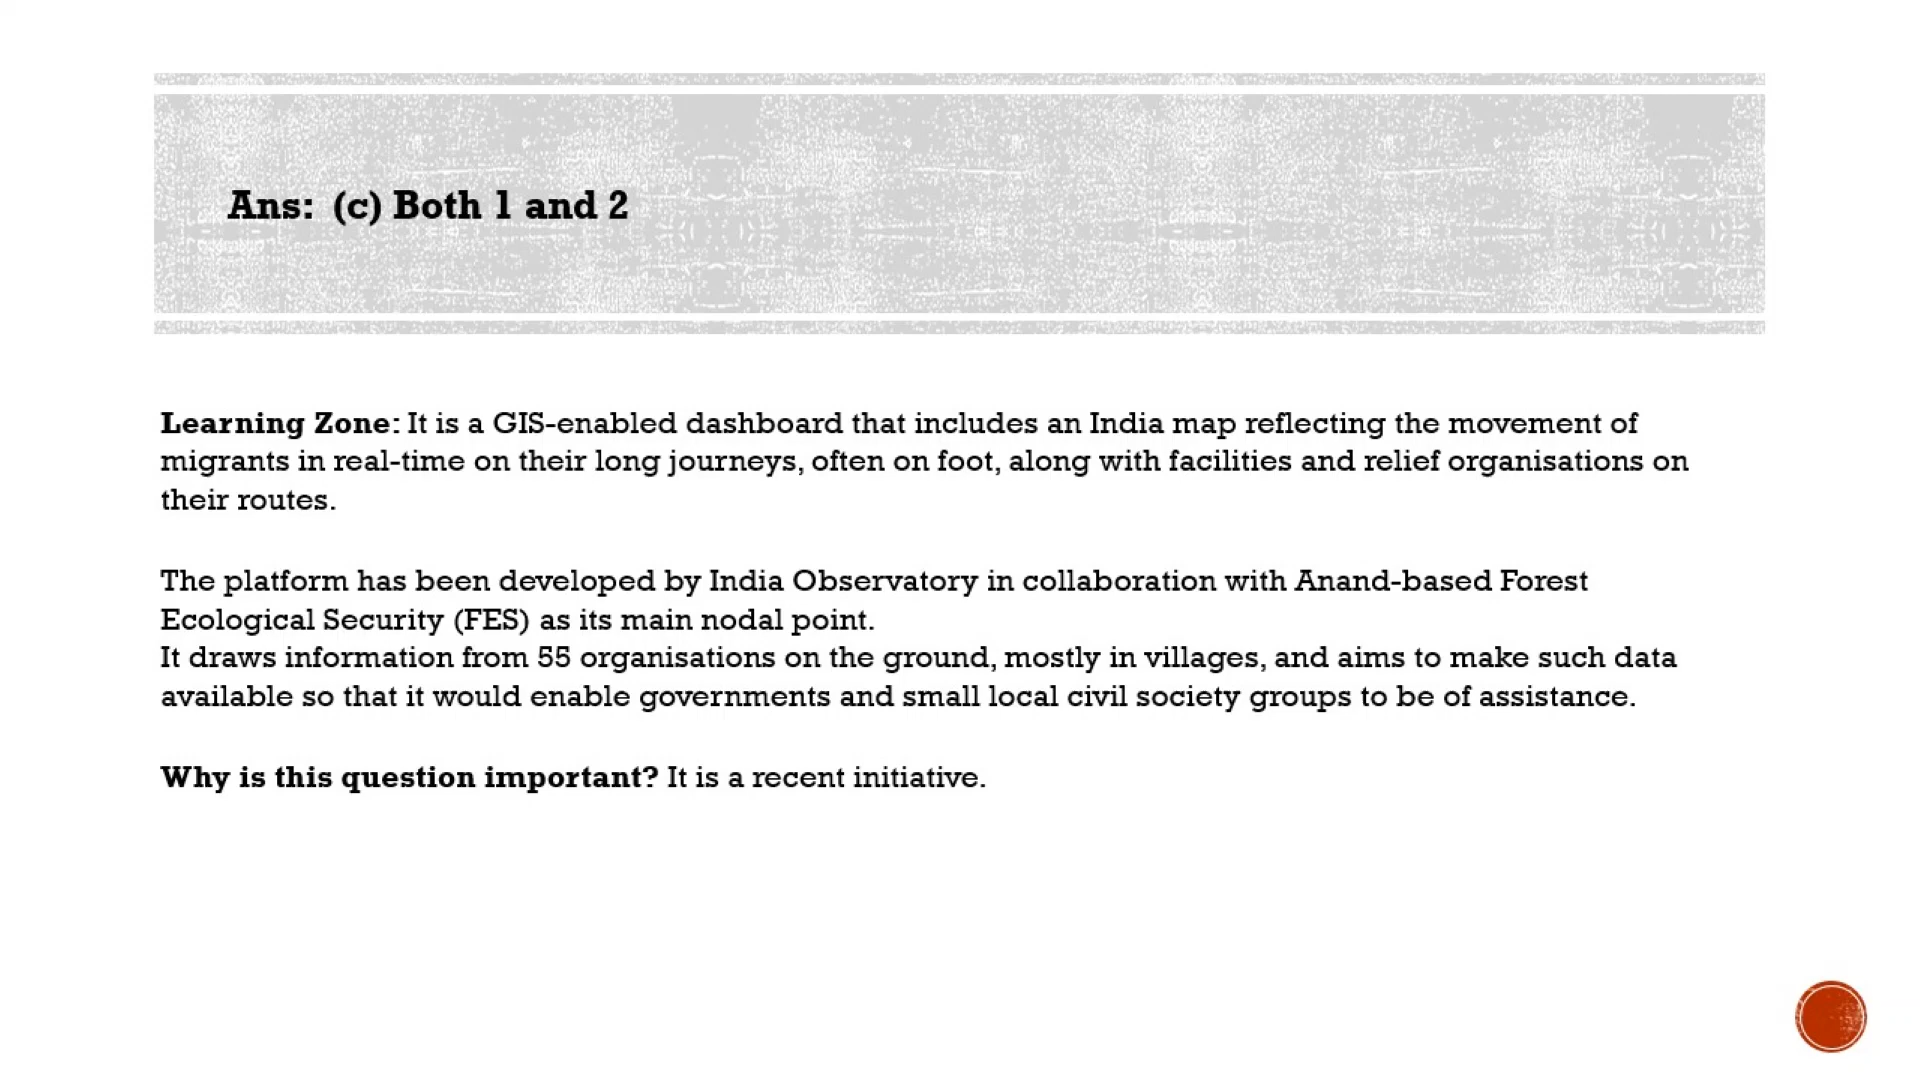 Ans: (c) Both 1 and 2
Learning Zone: It is a GIS-enabled dashboard that includes an India map reflecting the movement of
migrants in real-time on their long journeys, often on foot, along with facilities and relief organisations on
their routes.
The platform has been developed by India Observatory in collaboration with Anand-based Forest
Ecological Security (FES) as its main nodal point.
It draws information from 55 organisations on the ground, mostly in villages, and aims to make such data
available so that it would enable governments and small local civil society groups to be of assistance.
Why is this question important? It is a recent initiative.